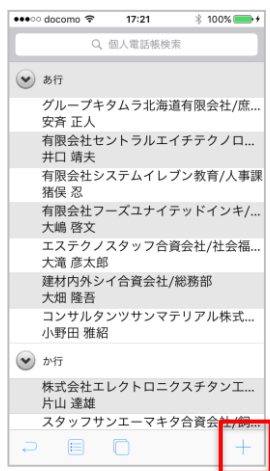 docomo 17:21 100%
個人電話帳検索
あ行
グループキタムラ北海道有限会社/庶...
安斉 正人
有限会社セントラルエイチテクノロ...
井口 靖夫
有限会社システムイレブン教育/人事課
猪俣 忍
有限会社フーズユナイテッドインキ/...
大嶋 啓文
エステクノスタッフ合資会社/社会福...
大滝 彦太郎
建材内外シイ合資会社/総務部
大畑 隆吾
コンサルタンツサンマテリアル株式...
小野田 雅紹
か行
株式会社エレクトロニクスチタン工...
片山 達雄
スタッフサンエーマキタ合資会社/飼...